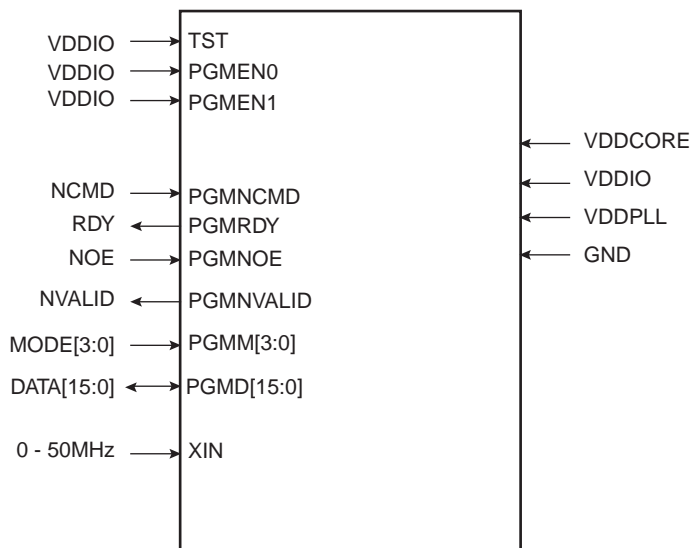 VDDIO TST
VDDIO PGMEN0
VDDIO PGMEN1
VDDCORE
VDDIO
NCMD PGMNCMD
VDDPLL
RDY PGMRDY
NOE PGMNOE
GND
NVALID PGMNVALID
MODE[3:0] PGMM[3:0]
DATA[15:0] PGMD[15:0]
0 - 50MHz XIN